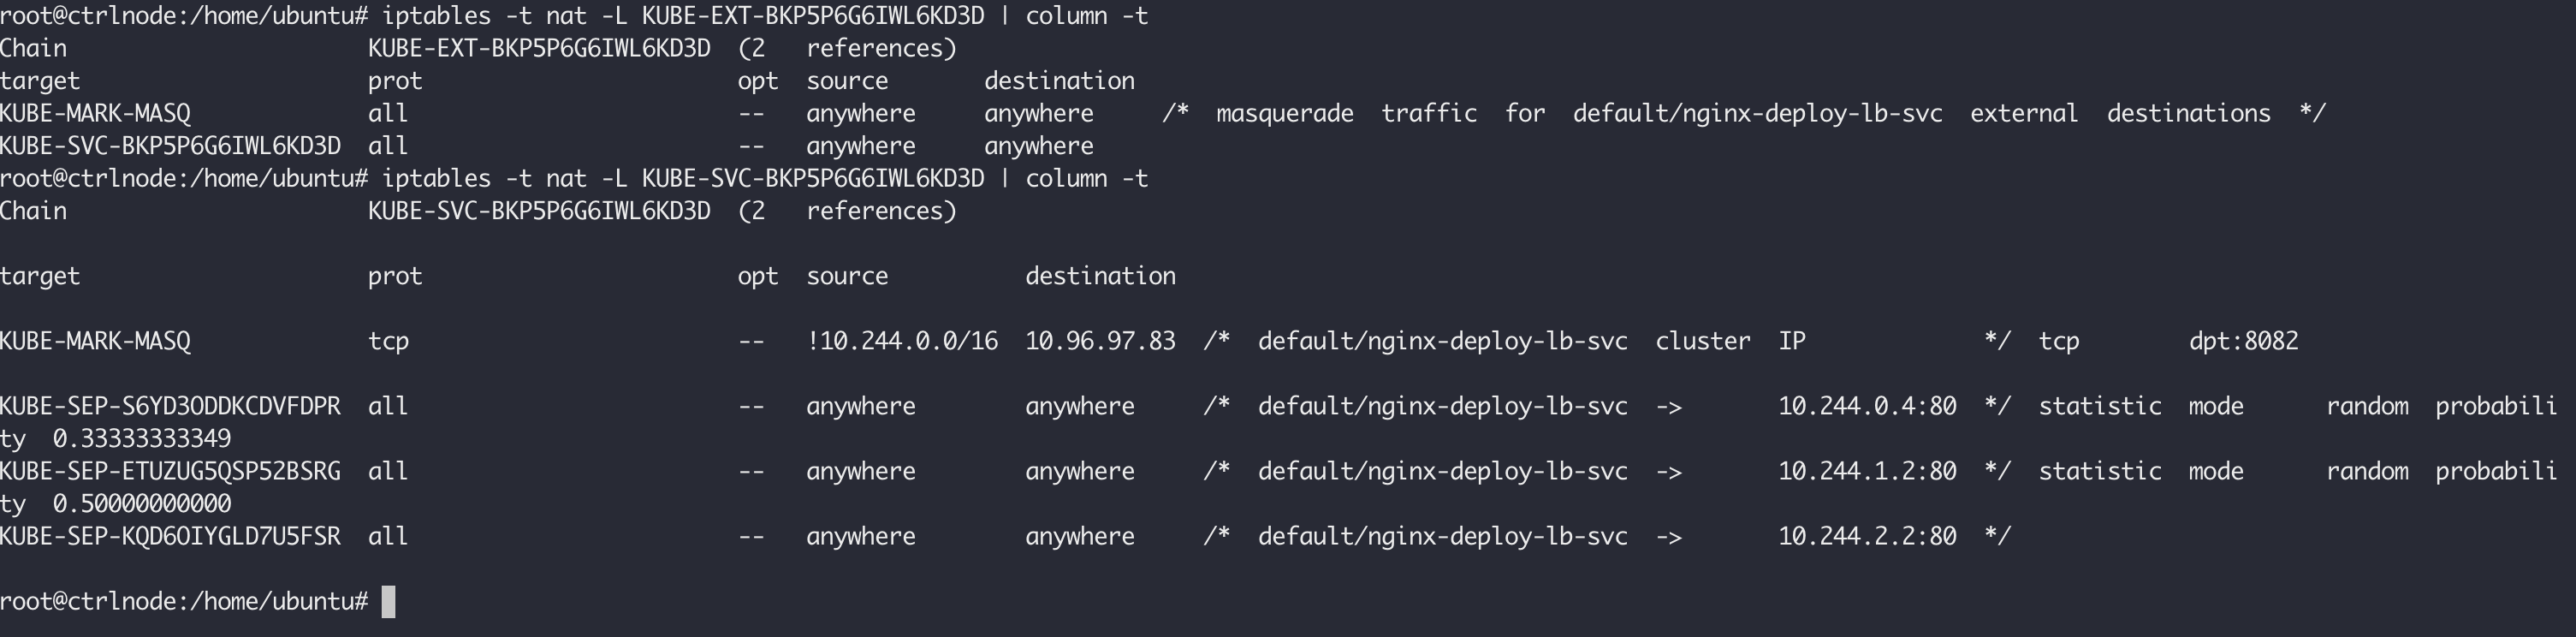 root@ctrlnode:/home/ubuntu# iptables -t nat -L KUBE-EXT-BKP5P6G6IWL6KD3D | column -t
Chain KUBE-EXT-BKP5P6G6IWL6KD3D (2 references)
target prot opt source destination
KUBE-MARK-MASQ all -- anywhere anywhere /* masquerade traffic for default/nginx-deploy-lb-svc external destinations */
KUBE-SVC-BKP5P6G6IWL6KD3D all -- anywhere anywhere
root@ctrlnode:/home/ubuntu# iptables -t nat -L KUBE-SVC-BKP5P6G6IWL6KD3D | column -t
Chain KUBE-SVC-BKP5P6G6IWL6KD3D (2 references)
target prot opt source destination
KUBE-MARK-MASQ tcp -- !10.244.0.0/16 10.96.97.83 /* default/nginx-deploy-lb-svc cluster IP */ tcp dpt:8082
KUBE-SEP-S6YD3ODDKCDVFDPR all -- anywhere anywhere /* default/nginx-deploy-lb-svc -> 10.244.0.4:80 */ statistic mode random probabili
ty 0.33333333349
KUBE-SEP-ETUZUG5QSP52BSRG all -- anywhere anywhere /* default/nginx-deploy-lb-svc -> 10.244.1.2:80 */ statistic mode random probabili
ty 0.50000000000
KUBE-SEP-KQD6OIYGLD7U5FSR all -- anywhere anywhere /* default/nginx-deploy-lb-svc -> 10.244.2.2:80 */
root@ctrlnode:/home/ubuntu#